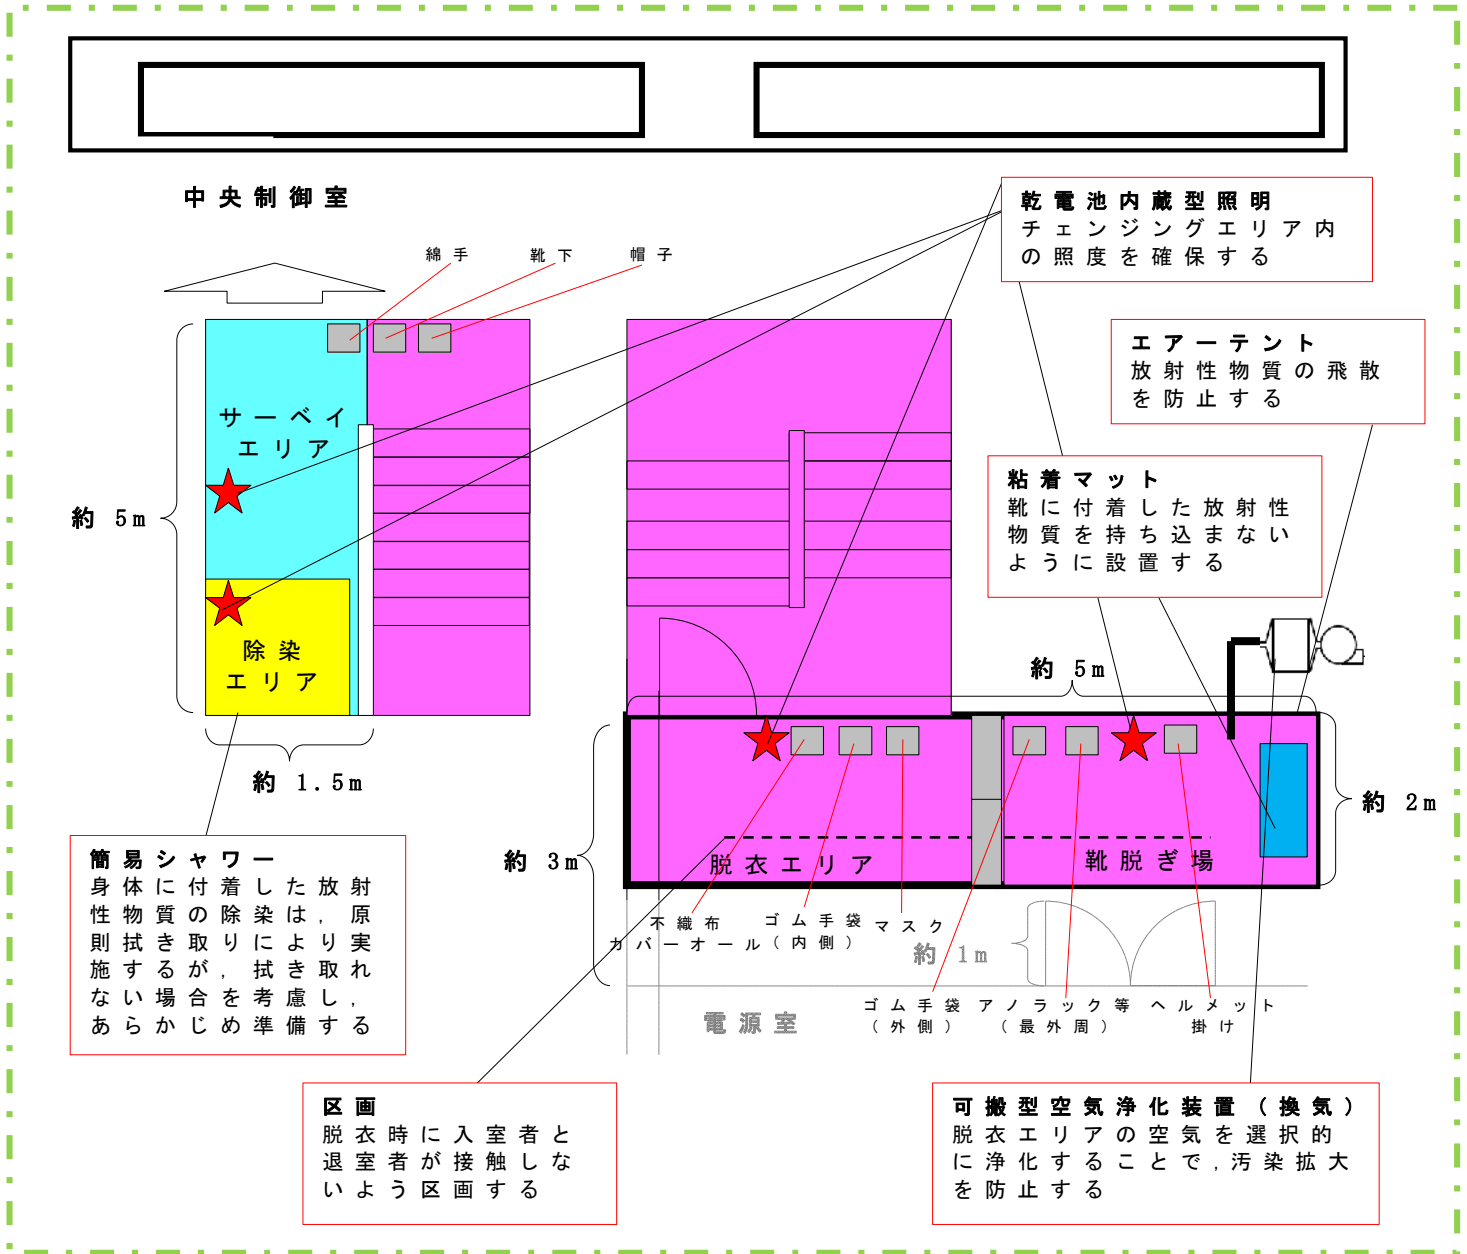 中央制御室
綿手
靴下
帽子
乾電池内蔵型照明
チェンジングエリア内
の照度を確保する
エアーテント
放射性物質の飛散
を防止する
サーベイ
エリア
粘着マット
靴に付着した放射性
物質を持ち込まない
ように設置する
約 5m
除染
エリア
約 5m
約 1.5m
約 2m
約 3m
脱衣エリア
靴脱ぎ場
簡易シャワー
身体に付着した放射
性物質の除染は，原
則拭き取りにより実
施するが，拭き取れ
ない場合を考慮し，
あらかじめ準備する
不織布
カバーオール
ゴム手袋
（内側）
マスク
約 1m
ゴム手袋
（外側）
アノラック等
（最外周）
ヘルメット
掛け
電源室
区画
脱衣時に入室者と
退室者が接触しな
いよう区画する
可搬型空気浄化装置（換気）
脱衣エリアの空気を選択的
に浄化することで，汚染拡大
を防止する